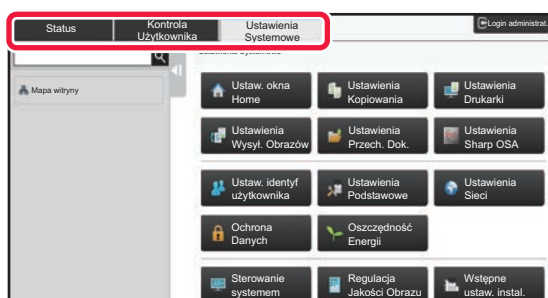 Status
Kontrola
Użytkownika
Ustawienia
Systemowe
Login administrat.
Mapa witryny
Ustaw. okna
Home
Ustawienia
Kopiowania
Ustawienia
Drukarki
Ustawienia
Wysył. Obrazów
Ustawienia
Przech. Dok.
Ustawienia
Sharp OSA
Ustaw. identyf
użytkownika
Ustawienia
Podstawowe
Ustawienia
Sieci
Ochrona
Danych
Oszczędność
Energii
Sterowanie
systemem
Regulacja
Jakości Obrazu
Wstępne
ustaw. instal.